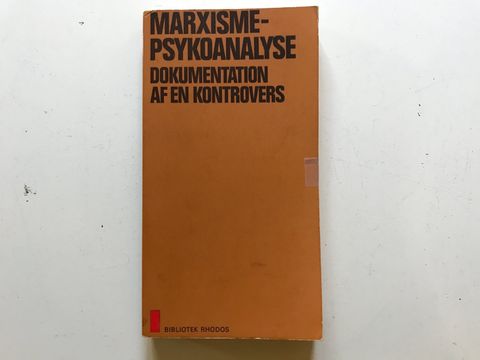 MARXISME-
PSYKOANALYSE
DOKUMENTATION
AF EN KONTROVERS
BIBLIOTEK RHODOS